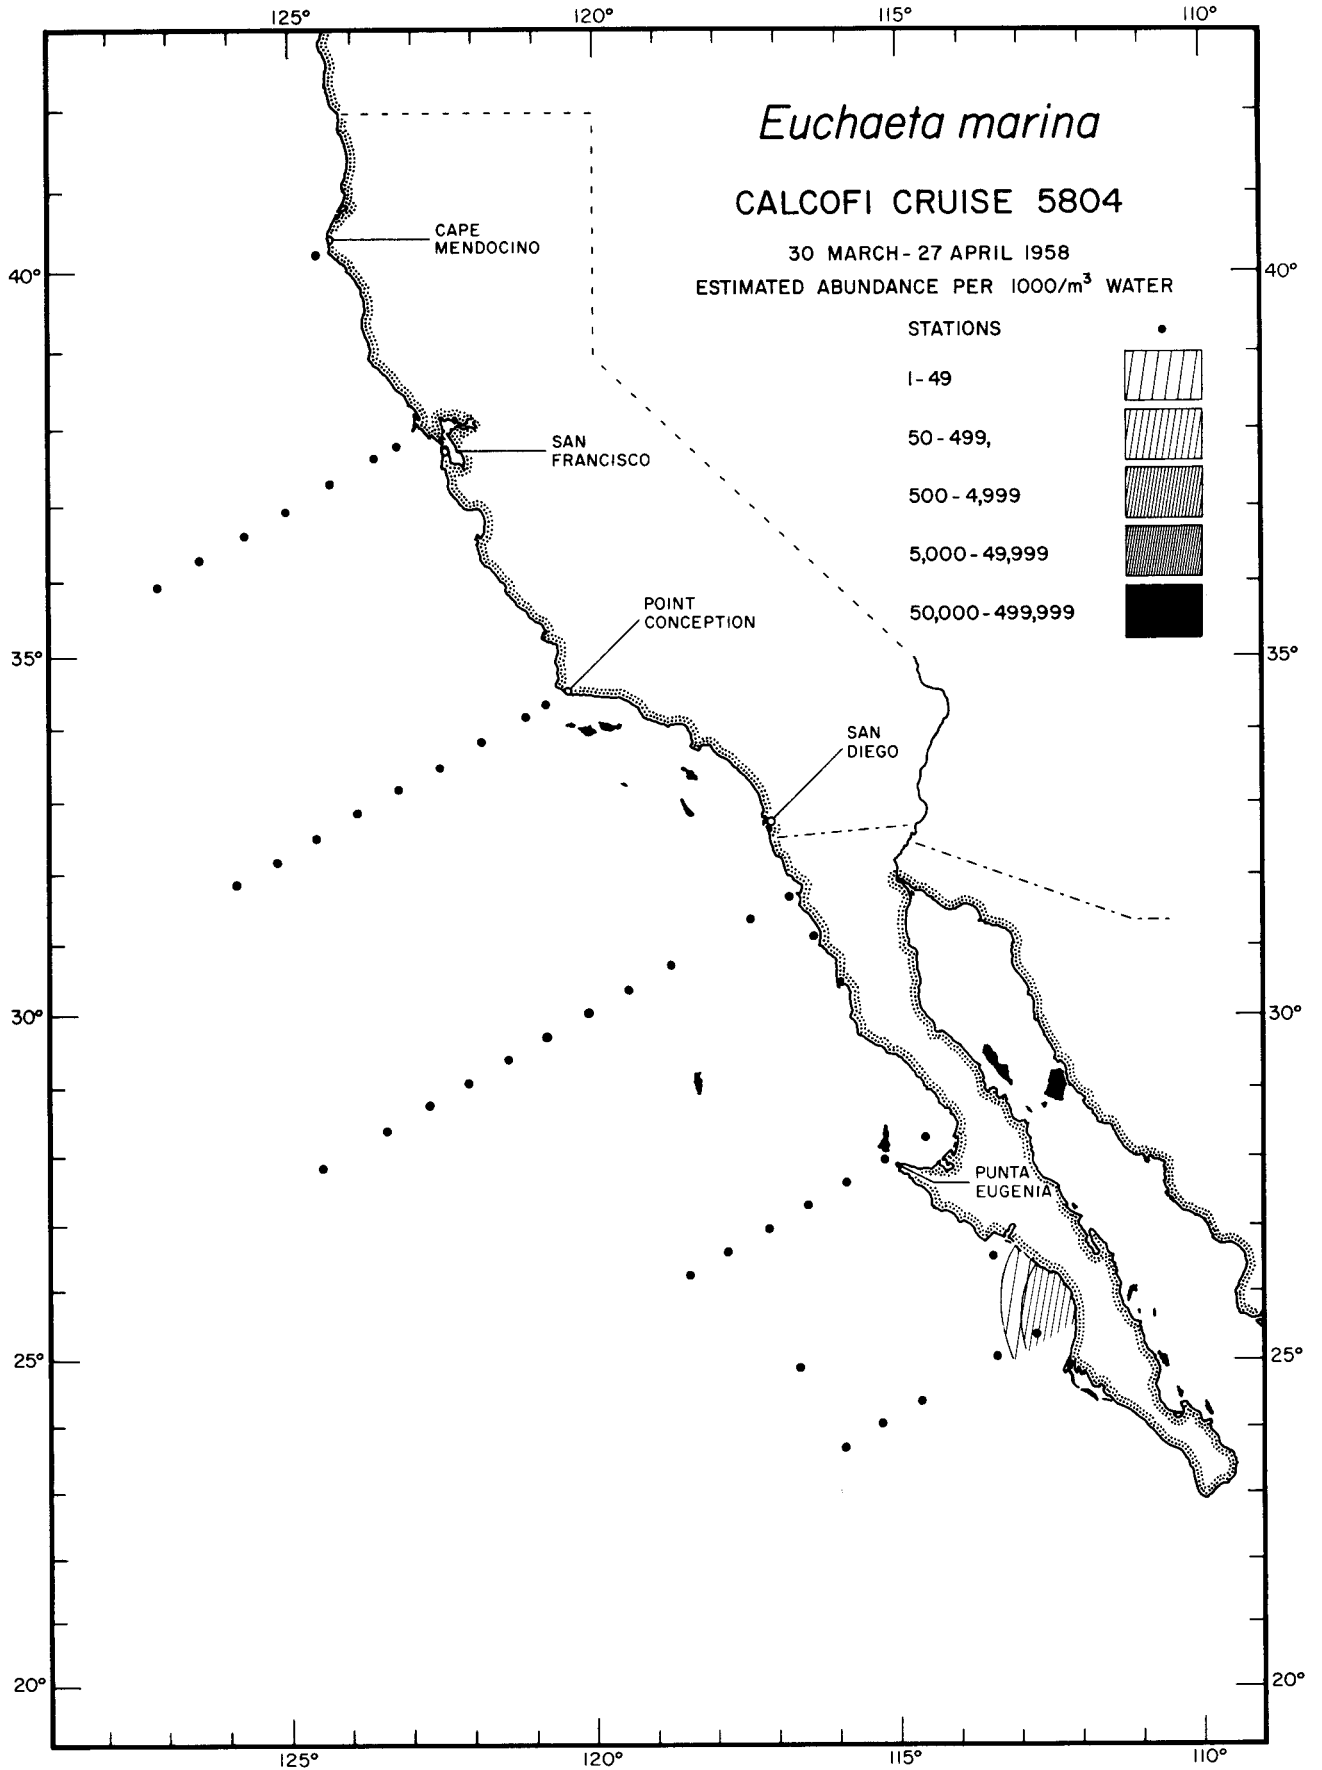 125° 120° 115° 110°
Euchaeta marina
CALCOFI CRUISE 5804
30 MARCH - 27 APRIL 1958
ESTIMATED ABUNDANCE PER 1000/m³ WATER
STATIONS
1 - 49
50 - 499,
500 - 4,999
5,000 - 49,999
50,000 - 499,999
CAPE
MENDOCINO
40° 40°
SAN
FRANCISCO
POINT
CONCEPTION
35° 35°
SAN
DIEGO
30° 30°
PUNTA
EUGENIA
25° 25°
20° 20°
125° 120° 115° 110°